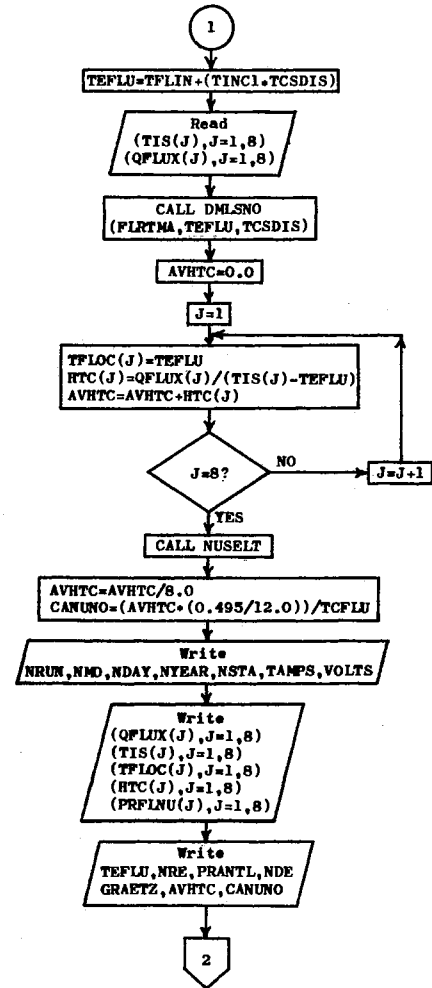 1
TEFLU=TFLIN+(TINC1*TCSDIS)
Read
(TIS(J),J=1,8)
(QFLUX(J),J=1,8)
CALL DMLSNO
(FLRTMA,TEFLU,TCSDIS)
AVHTC=0.0
J=1
TFLOC(J)=TEFLU
HTC(J)=QFLUX(J)/(TIS(J)-TEFLU)
AVHTC=AVHTC+HTC(J)
J=8?
NO
J=J+1
YES
CALL NUSELT
AVHTC=AVHTC/8.0
CANUNO=(AVHTC*(0.495/12.0))/TCFLU
Write
NRUN,NMD,NDAY,NYEAR,NSTA,TAMPS,VOLTS
Write
(QFLUX(J),J=1,8)
(TIS(J),J=1,8)
(TFLOC(J),J=1,8)
(HTC(J),J=1,8)
(PRFLNU(J),J=1,8)
Write
TEFLU,NRE,PRANTL,NDE
GRAETZ,AVHTC,CANUNO
2